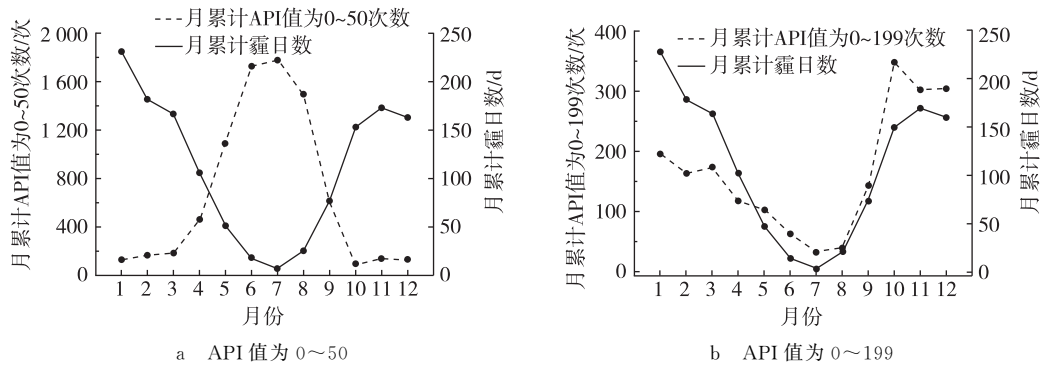 月累计API值为0~50次数
月累计霾日数
月累计API值为0~50次数/次
2 000
1 600
1 200
800
400
0
250
200
150
100
50
0
月累计霾日数/d
1 2 3 4 5 6 7 8 9 10 11 12
月份
a API 值为 0～50
月累计API值为0~199次数
月累计霾日数
月累计API值为0~199次数/次
400
300
200
100
0
250
200
150
100
50
0
月累计霾日数/d
1 2 3 4 5 6 7 8 9 10 11 12
月份
b API 值为 0～199